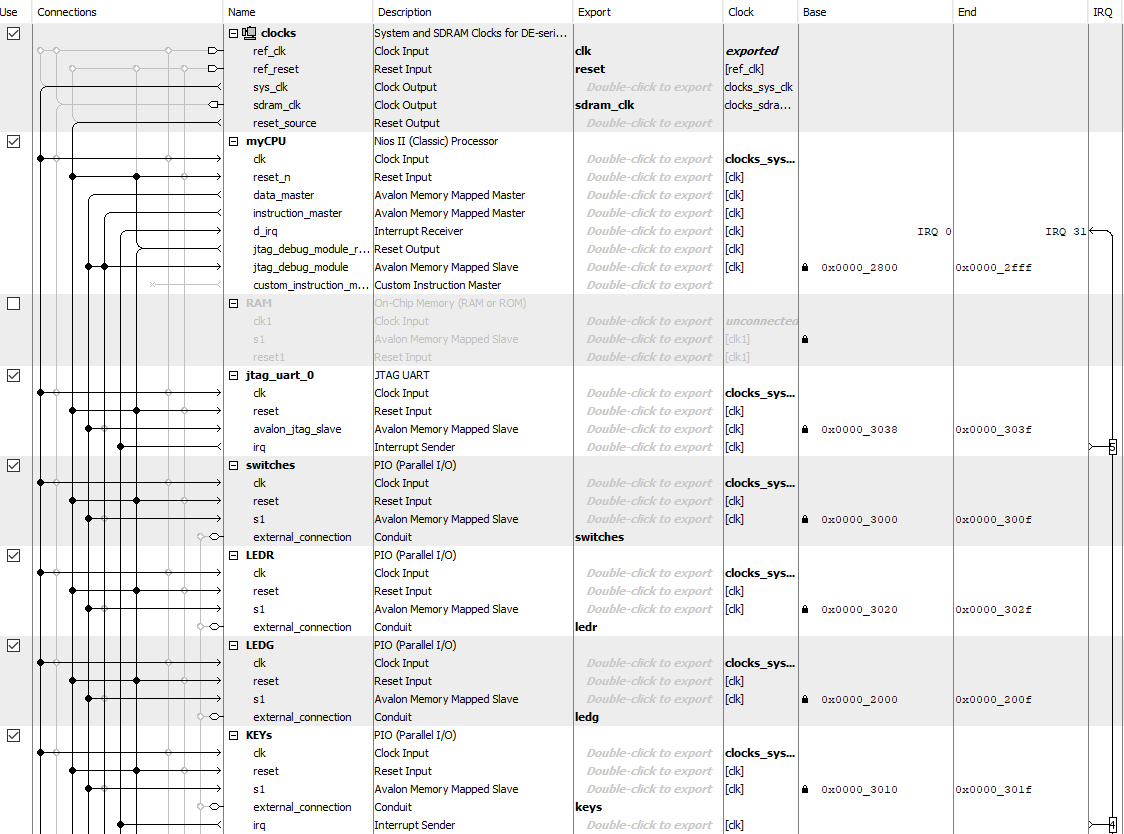 Use Connections Name Description Export Clock Base End IRQ
clocks System and SDRAM Clocks for DE-seri...
ref_clk Clock Input clk exported
ref_reset Reset Input reset [ref_clk]
sys_clk Clock Output Double-click to export clocks_sys_clk
sdram_clk Clock Output sdram_clk clocks_sdra...
reset_source Reset Output Double-click to export
myCPU Nios II (Classic) Processor
clk Clock Input Double-click to export clocks_sys...
reset_n Reset Input Double-click to export [clk]
data_master Avalon Memory Mapped Master Double-click to export [clk]
instruction_master Avalon Memory Mapped Master Double-click to export [clk]
d_irq Interrupt Receiver Double-click to export [clk] IRQ 0 IRQ 31
jtag_debug_module_r... Reset Output Double-click to export [clk]
jtag_debug_module Avalon Memory Mapped Slave Double-click to export [clk] 0x0000_2800 0x0000_2fff
custom_instruction_m... Custom Instruction Master Double-click to export
RAM On-Chip Memory (RAM or ROM)
clk1 Clock Input Double-click to export unconnected
s1 Avalon Memory Mapped Slave Double-click to export [clk1]
reset1 Reset Input Double-click to export [clk1]
jtag_uart_0 JTAG UART
clk Clock Input Double-click to export clocks_sys...
reset Reset Input Double-click to export [clk]
avalon_jtag_slave Avalon Memory Mapped Slave Double-click to export [clk] 0x0000_3038 0x0000_303f
irq Interrupt Sender Double-click to export [clk] 5
switches PIO (Parallel I/O)
clk Clock Input Double-click to export clocks_sys...
reset Reset Input Double-click to export [clk]
s1 Avalon Memory Mapped Slave Double-click to export [clk] 0x0000_3000 0x0000_300f
external_connection Conduit switches
LEDR PIO (Parallel I/O)
clk Clock Input Double-click to export clocks_sys...
reset Reset Input Double-click to export [clk]
s1 Avalon Memory Mapped Slave Double-click to export [clk] 0x0000_3020 0x0000_302f
external_connection Conduit ledr
LEDG PIO (Parallel I/O)
clk Clock Input Double-click to export clocks_sys...
reset Reset Input Double-click to export [clk]
s1 Avalon Memory Mapped Slave Double-click to export [clk] 0x0000_2000 0x0000_200f
external_connection Conduit ledg
KEYs PIO (Parallel I/O)
clk Clock Input Double-click to export clocks_sys...
reset Reset Input Double-click to export [clk]
s1 Avalon Memory Mapped Slave Double-click to export [clk] 0x0000_3010 0x0000_301f
external_connection Conduit keys
irq Interrupt Sender Double-click to export [clk] 4